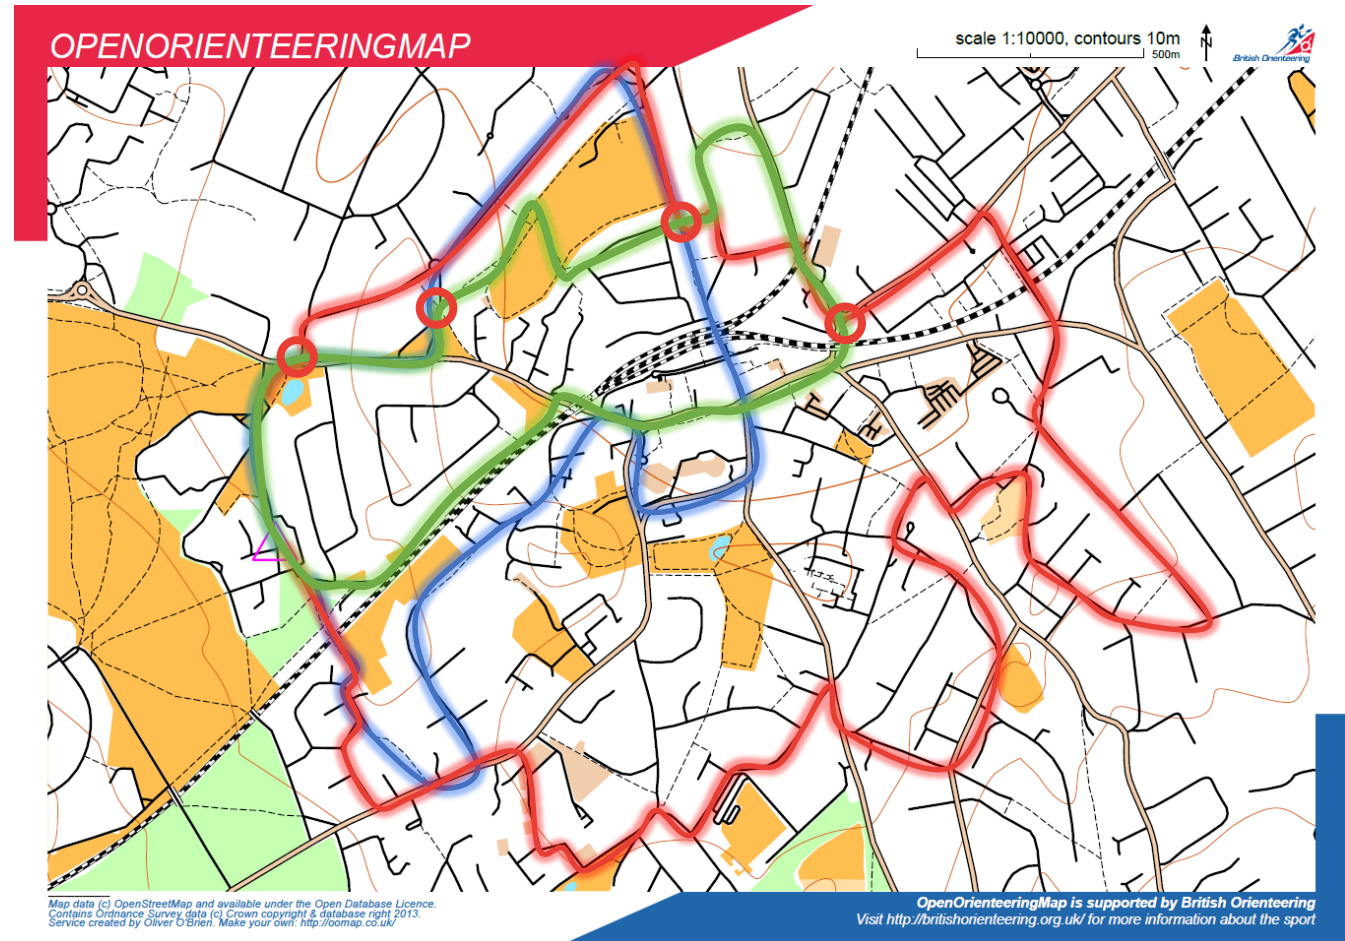 OPENORIENTEERINGMAP
scale 1:10000, contours 10m
500m
N
British Orienteering
Map data (c) OpenStreetMap and available under the Open Database Licence.
Contains Ordnance Survey data (c) Crown copyright & database right 2013.
Service created by Oliver O'Brien. Make your own: http://oomap.co.uk/
OpenOrienteeringMap is supported by British Orienteering
Visit http://britishorienteering.org.uk/ for more information about the sport